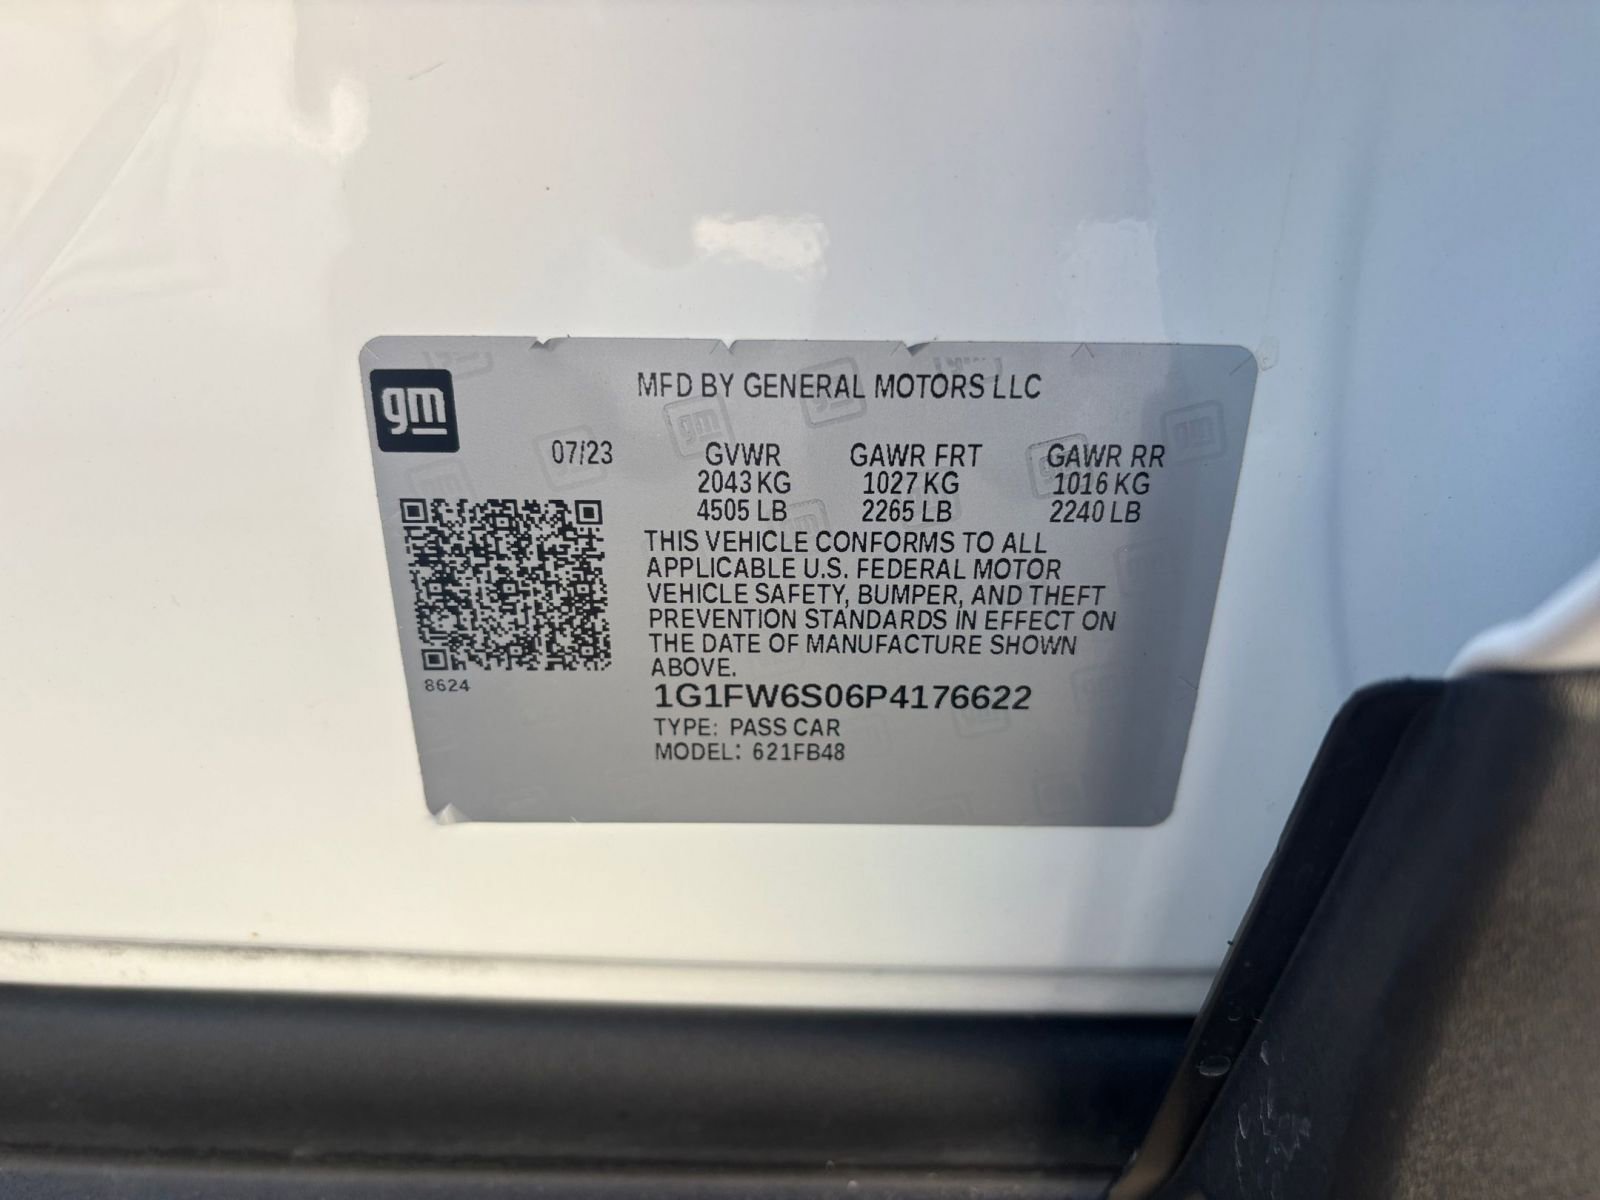 gm
MFD BY GENERAL MOTORS LLC
07/23 GVWR GAWR FRT GAWR RR
2043 KG 1027 KG 1016 KG
4505 LB 2265 LB 2240 LB
THIS VEHICLE CONFORMS TO ALL
APPLICABLE U.S. FEDERAL MOTOR
VEHICLE SAFETY, BUMPER, AND THEFT
PREVENTION STANDARDS IN EFFECT ON
THE DATE OF MANUFACTURE SHOWN
ABOVE.
8624
1G1FW6S06P4176622
TYPE: PASS CAR
MODEL: 621FB48